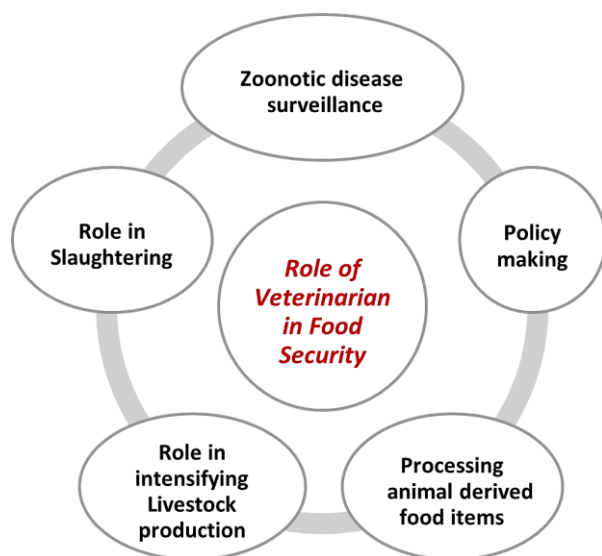 Zoonotic disease
surveillance
Role in
Slaughtering
Policy
making
Role of
Veterinarian
in Food
Security
Role in
intensifying
Livestock
production
Processing
animal derived
food items